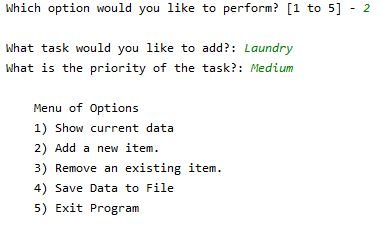 Which option would you like to perform? [1 to 5] - 2
What task would you like to add?: Laundry
What is the priority of the task?: Medium
Menu of Options
1) Show current data
2) Add a new item.
3) Remove an existing item.
4) Save Data to File
5) Exit Program